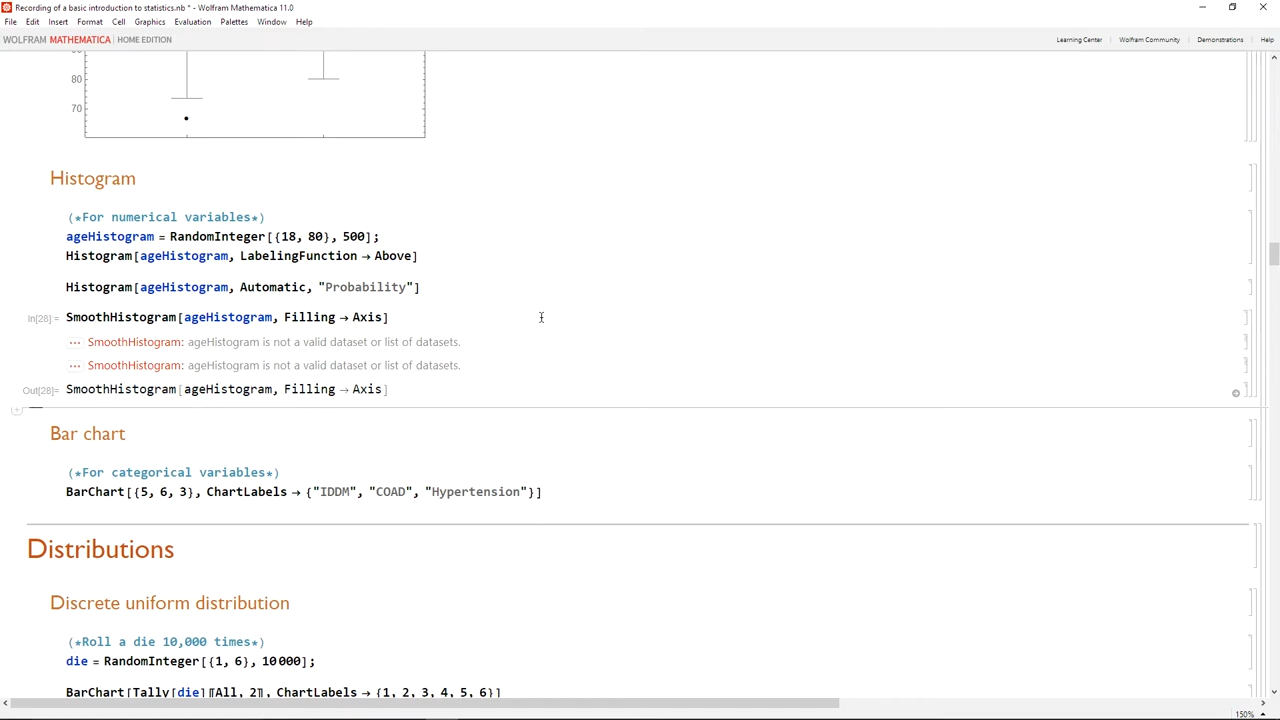 Recording of a basic introduction to statistics.nb * - Wolfram Mathematica 11.0
File Edit Insert Format Cell Graphics Evaluation Palettes Window Help
WOLFRAM MATHEMATICA | HOME EDITION Learning Center | Wolfram Community | Demonstrations | Help
80
70
Histogram
(*For numerical variables*)
ageHistogram = RandomInteger[{18, 80}, 500];
Histogram[ageHistogram, LabelingFunction → Above]
Histogram[ageHistogram, Automatic, "Probability"]
In[28]:= SmoothHistogram[ageHistogram, Filling → Axis]
... SmoothHistogram: ageHistogram is not a valid dataset or list of datasets.
... SmoothHistogram: ageHistogram is not a valid dataset or list of datasets.
Out[28]= SmoothHistogram[ageHistogram, Filling → Axis]
Bar chart
(*For categorical variables*)
BarChart[{5, 6, 3}, ChartLabels → {"IDDM", "COAD", "Hypertension"}]
Distributions
Discrete uniform distribution
(*Roll a die 10,000 times*)
die = RandomInteger[{1, 6}, 10000];
BarChart[Tally[die]〚All, 2〛, ChartLabels → {1, 2, 3, 4, 5, 6}]
150%